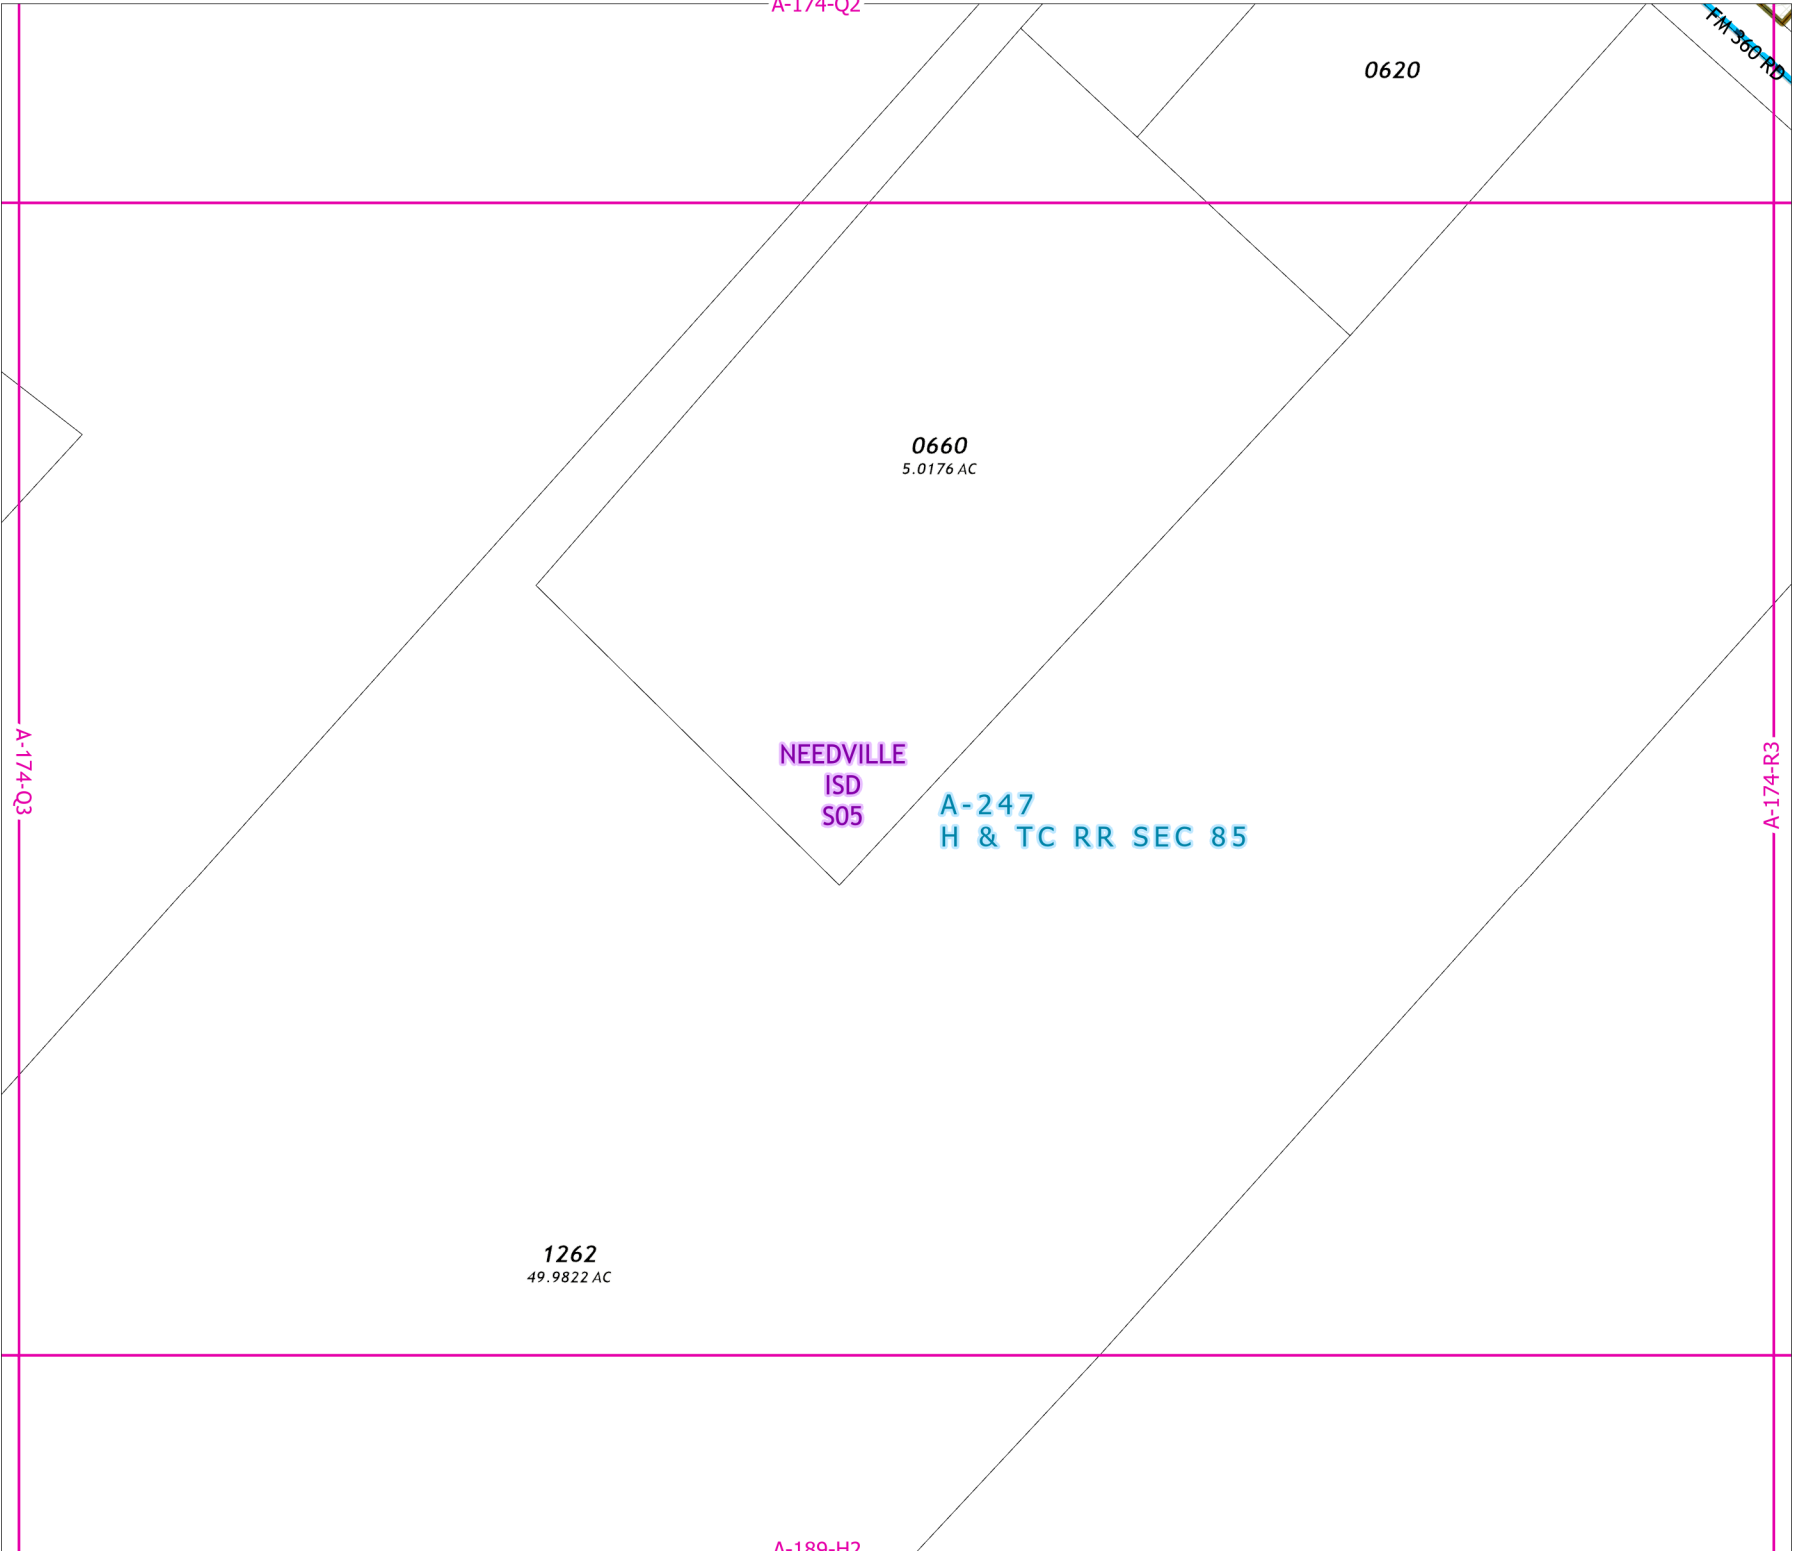 A-174-Q2
FM 360 RD
0620
0660
5.0176 AC
A-174-Q3
A-174-R3
NEEDVILLE
ISD
S05
A-247
H & TC RR SEC 85
1262
49.9822 AC
A-189-H2